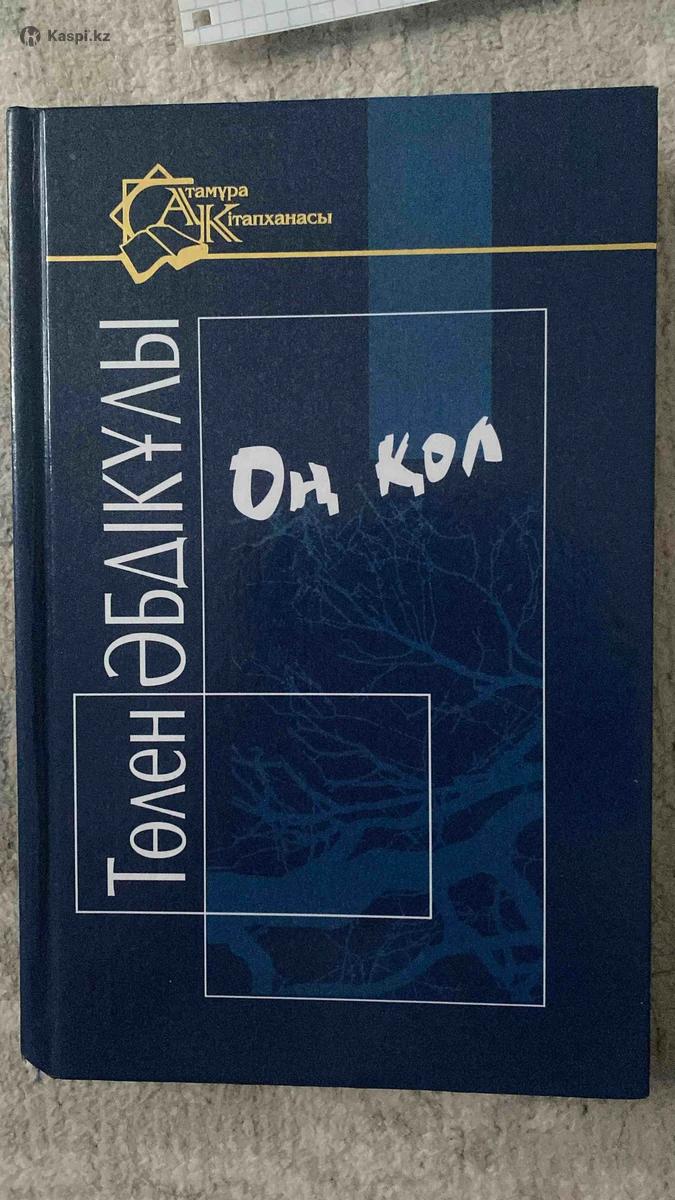 Kaspi.kz
Атамұра
Кітапханасы
Төлен ӘБДІКҰЛЫ
Оң қол